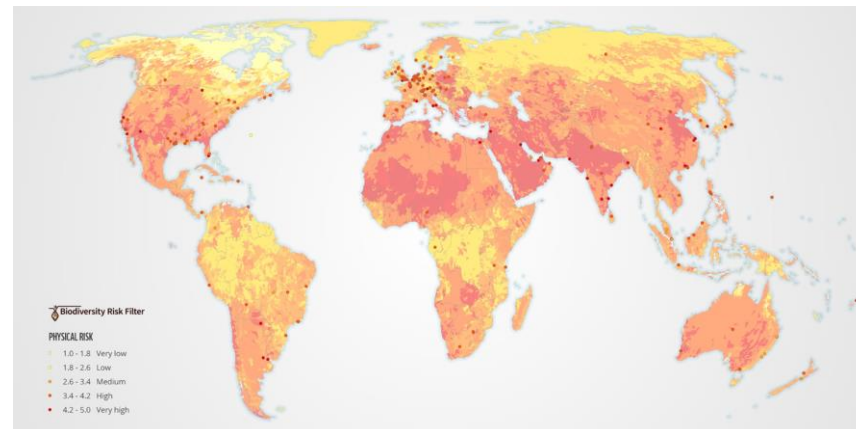 Biodiversity Risk Filter
PHYSICAL RISK
1.0 - 1.8 Very low
1.8 - 2.6 Low
2.6 - 3.4 Medium
3.4 - 4.2 High
4.2 - 5.0 Very high